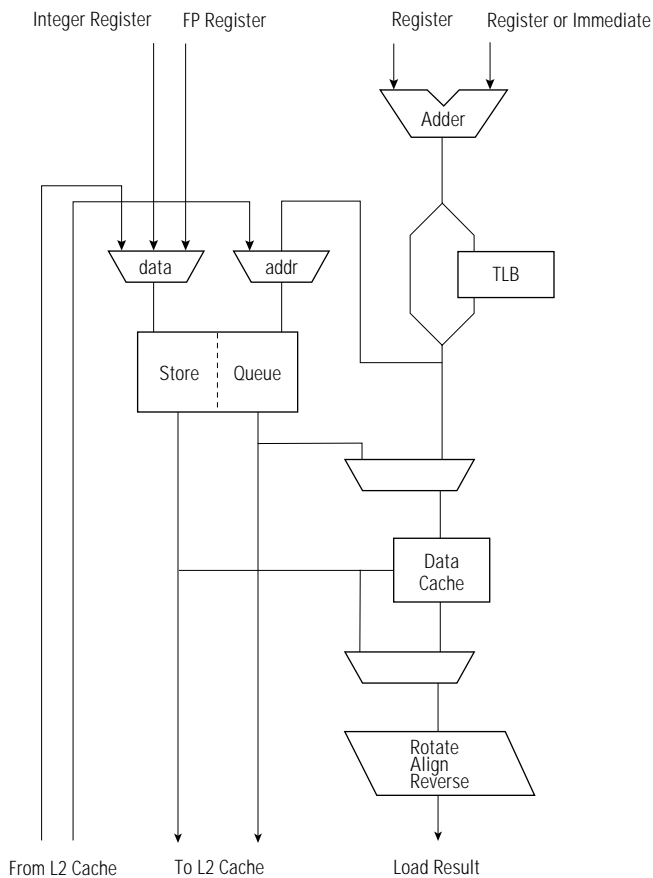 Integer Register
FP Register
Register
Register or Immediate
Adder
data
addr
TLB
Store
Queue
Data
Cache
Rotate
Align
Reverse
From L2 Cache
To L2 Cache
Load Result